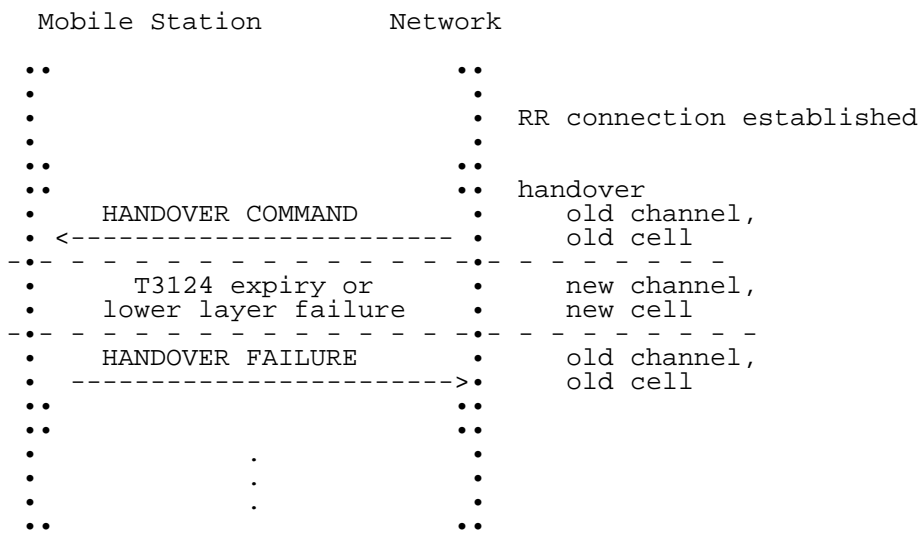 Mobile Station Network
RR connection established
handover
HANDOVER COMMAND old channel,
<------------------------ old cell
T3124 expiry or new channel,
lower layer failure new cell
HANDOVER FAILURE old channel,
------------------------> old cell
.
.
.